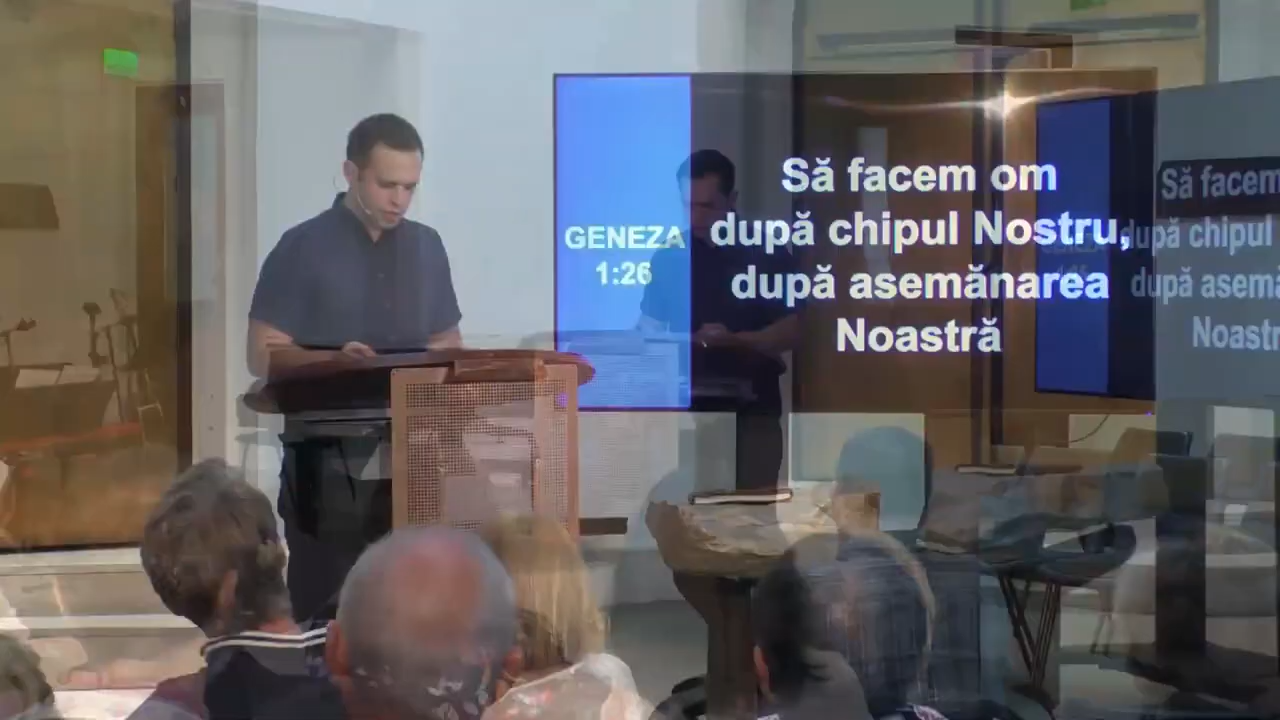 GENEZA
1:26
Să facem om
după chipul Nostru,
după asemănarea
Noastră
Să facem
după chipul
după asemă
Noastr